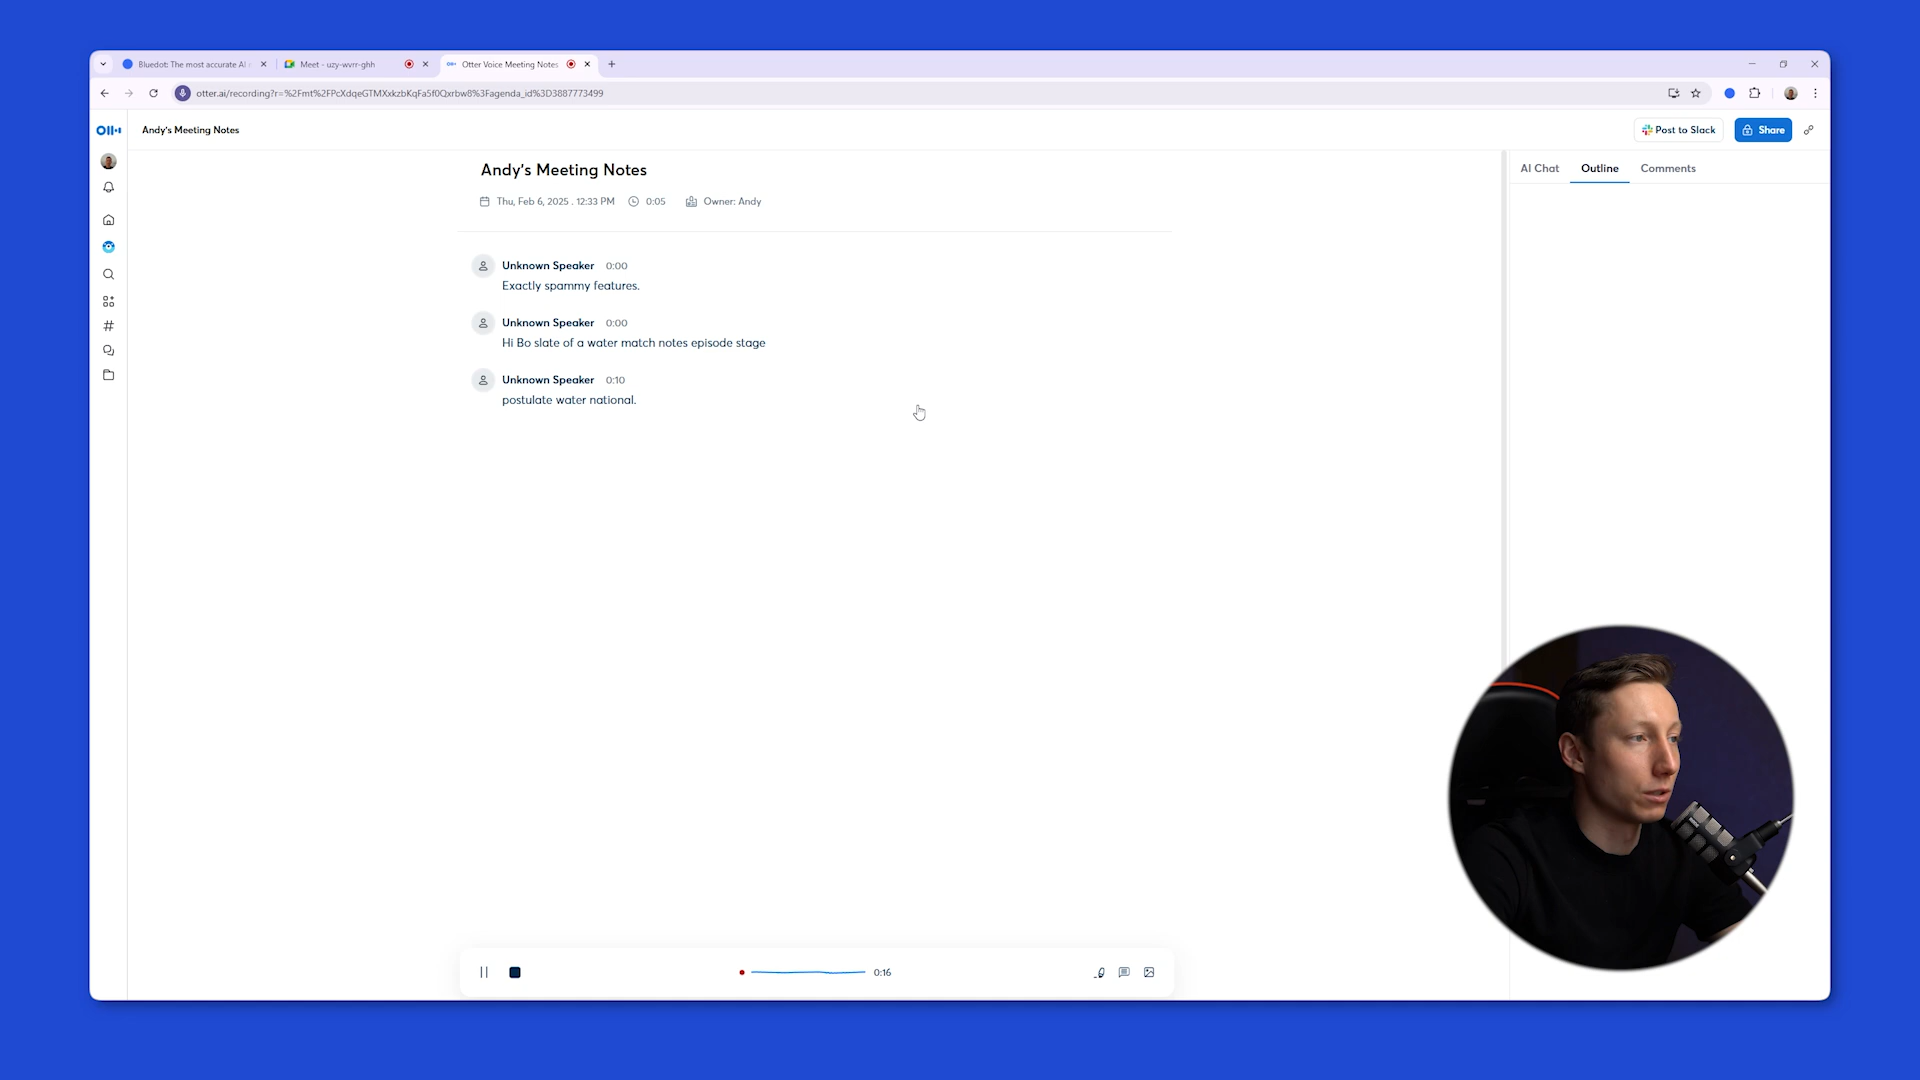 Bluedot: The most accurate AI
Meet - uzy-wvrr-ghh
Otter Voice Meeting Notes
otter.ai/recording?r=%2Fmt%2FPcXdqeGTMXxkzbKqFa5f0Qxrbw8%3Fagenda_id%3D3887773499
Andy's Meeting Notes
Post to Slack
Share
Andy's Meeting Notes
Thu, Feb 6, 2025 . 12:33 PM 0:05 Owner: Andy
AI Chat Outline Comments
Unknown Speaker 0:00
Exactly spammy features.
Unknown Speaker 0:00
Hi Bo slate of a water match notes episode stage
Unknown Speaker 0:10
postulate water national.
0:16